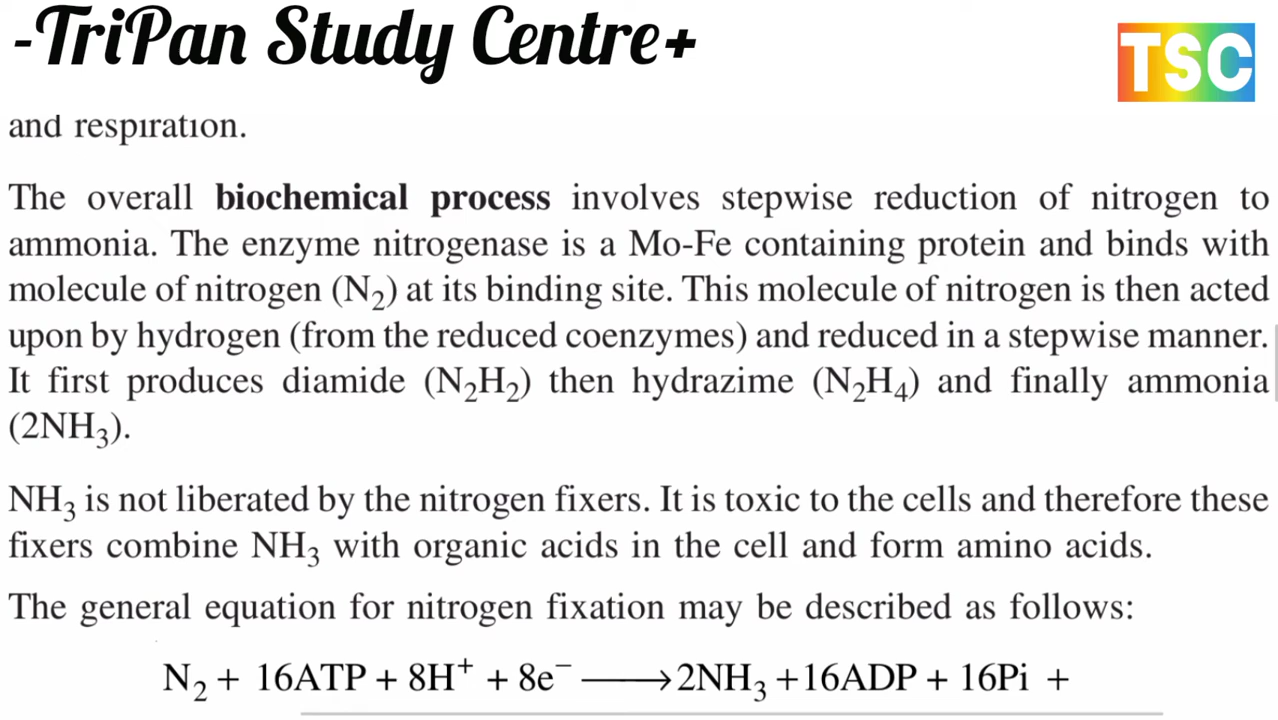 -TriPan Study Centre+
TSC
and respiration.
The overall biochemical process involves stepwise reduction of nitrogen to
ammonia. The enzyme nitrogenase is a Mo-Fe containing protein and binds with
molecule of nitrogen (N₂) at its binding site. This molecule of nitrogen is then acted
upon by hydrogen (from the reduced coenzymes) and reduced in a stepwise manner.
It first produces diamide (N₂H₂) then hydrazime (N₂H₄) and finally ammonia
(2NH₃).
NH₃ is not liberated by the nitrogen fixers. It is toxic to the cells and therefore these
fixers combine NH₃ with organic acids in the cell and form amino acids.
The general equation for nitrogen fixation may be described as follows:
N₂ + 16ATP + 8H⁺ + 8e⁻ ⟶ 2NH₃ +16ADP + 16Pi +